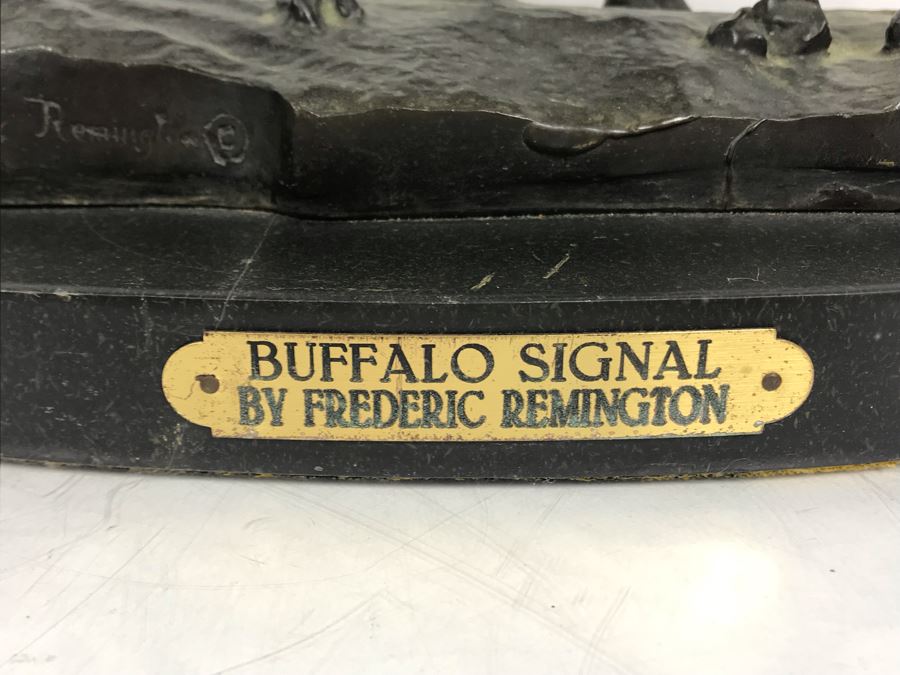 Remington ©
BUFFALO SIGNAL
BY FREDERIC REMINGTON